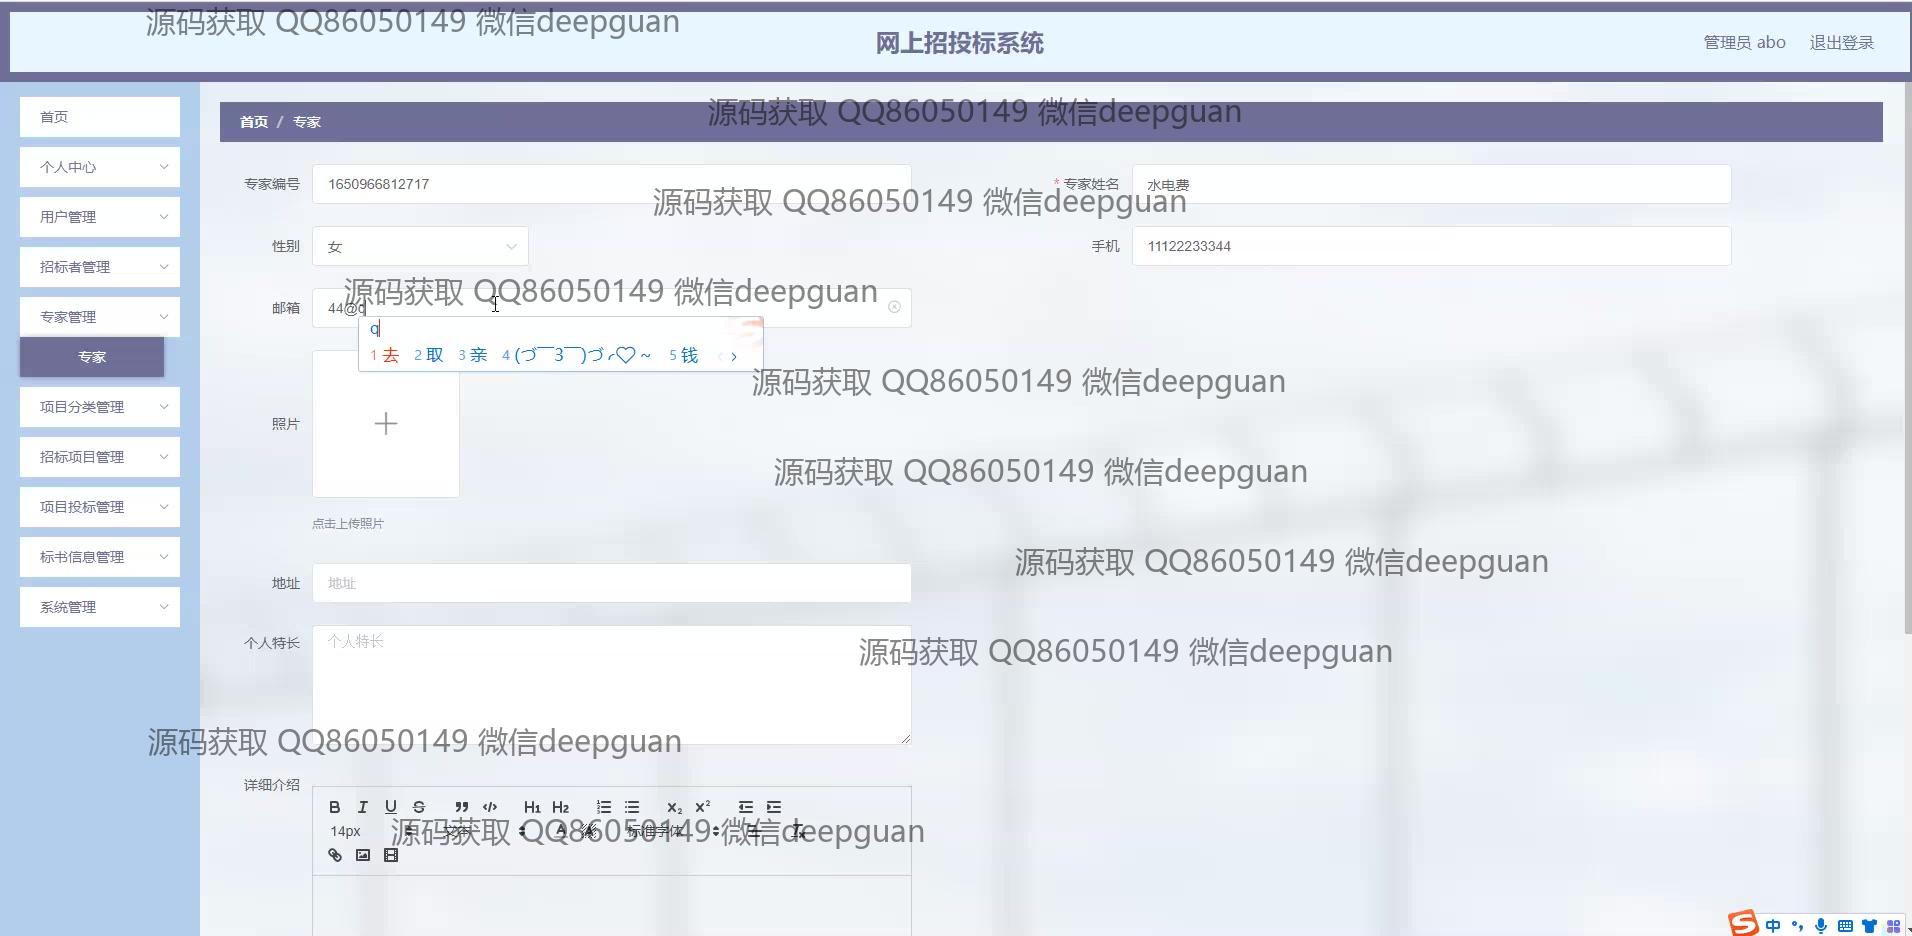 源码获取 QQ86050149 微信deepguan
网上招投标系统
管理员 abo
退出登录
首页
个人中心
用户管理
招标者管理
专家管理
专家
项目分类管理
招标项目管理
项目投标管理
标书信息管理
系统管理
首页 / 专家
源码获取 QQ86050149 微信deepguan
专家编号 1650966812717
* 专家姓名 水电费
源码获取 QQ86050149 微信deepguan
性别 女
手机 11122233344
源码获取 QQ86050149 微信deepguan
邮箱 44@q
q
1 去 2 取 3 亲 4 (づ￣3￣)づ╭♡～ 5 钱
源码获取 QQ86050149 微信deepguan
照片
源码获取 QQ86050149 微信deepguan
点击上传照片
源码获取 QQ86050149 微信deepguan
地址 地址
个人特长 个人特长
源码获取 QQ86050149 微信deepguan
源码获取 QQ86050149 微信deepguan
详细介绍
B I U S ” </> H1 H2 X2 X2
14px 文本 A A 标准字体
源码获取 QQ86050149 微信deepguan
中